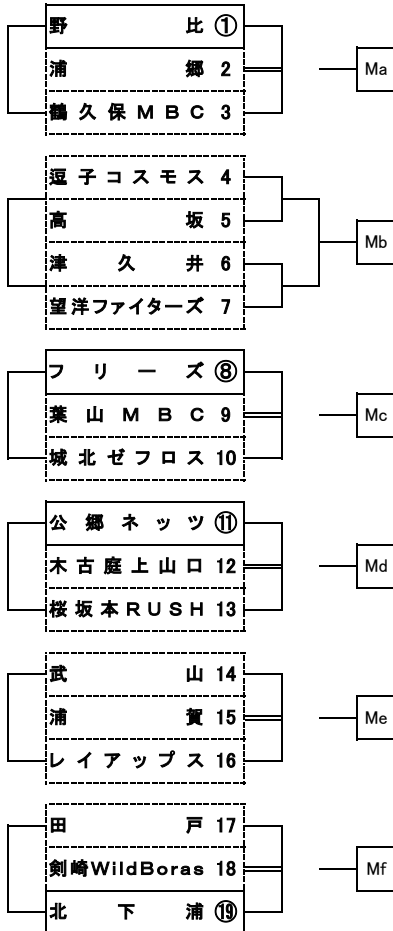 野比 ①
浦郷 2
Ma
鶴久保MBC 3
逗子コスモス 4
高坂 5
Mb
津久井 6
望洋ファイターズ 7
フリーズ ⑧
葉山MBC 9
Mc
城北ゼフロス 10
公郷ネッツ ⑪
木古庭上山口 12
Md
桜坂本RUSH 13
武山 14
浦賀 15
Me
レイアップス 16
田戸 17
剣崎WildBoras 18
Mf
北下浦 ⑲